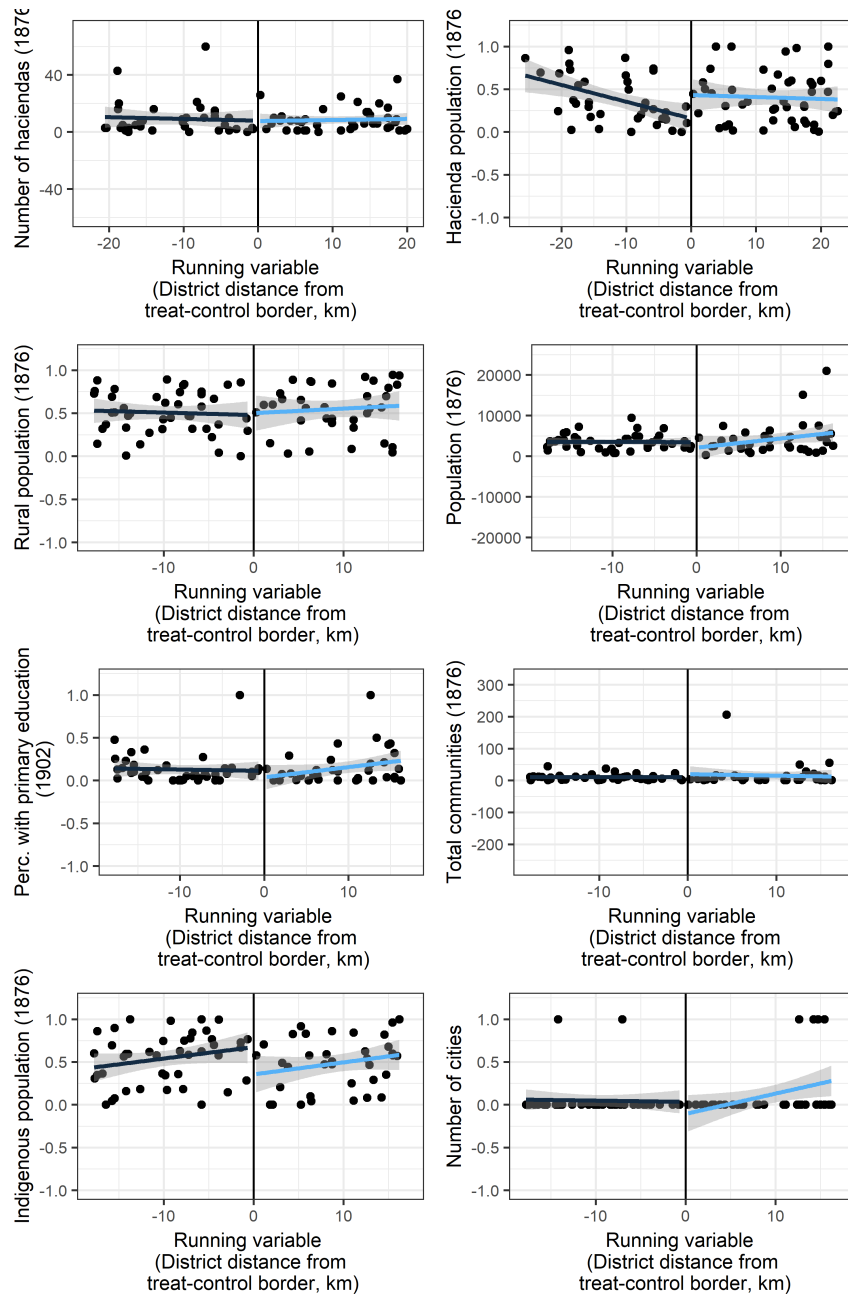 Number of haciendas (1876
40
0
-40
-20
-10
0
10
20
Running variable
(District distance from
treat-control border, km)
Hacienda population (1876
1.0
0.5
0.0
-0.5
-1.0
-20
-10
0
10
20
Running variable
(District distance from
treat-control border, km)
Rural population (1876)
1.0
0.5
0.0
-0.5
-1.0
-10
0
10
Running variable
(District distance from
treat-control border, km)
Population (1876)
20000
10000
0
-10000
-20000
-10
0
10
Running variable
(District distance from
treat-control border, km)
Perc. with primary education
(1902)
1.0
0.5
0.0
-0.5
-1.0
-10
0
10
Running variable
(District distance from
treat-control border, km)
Total communities (1876)
300
200
100
0
-100
-200
-10
0
10
Running variable
(District distance from
treat-control border, km)
Indigenous population (1876)
1.0
0.5
0.0
-0.5
-1.0
-10
0
10
Running variable
(District distance from
treat-control border, km)
Number of cities
1.0
0.5
0.0
-0.5
-1.0
-10
0
10
Running variable
(District distance from
treat-control border, km)